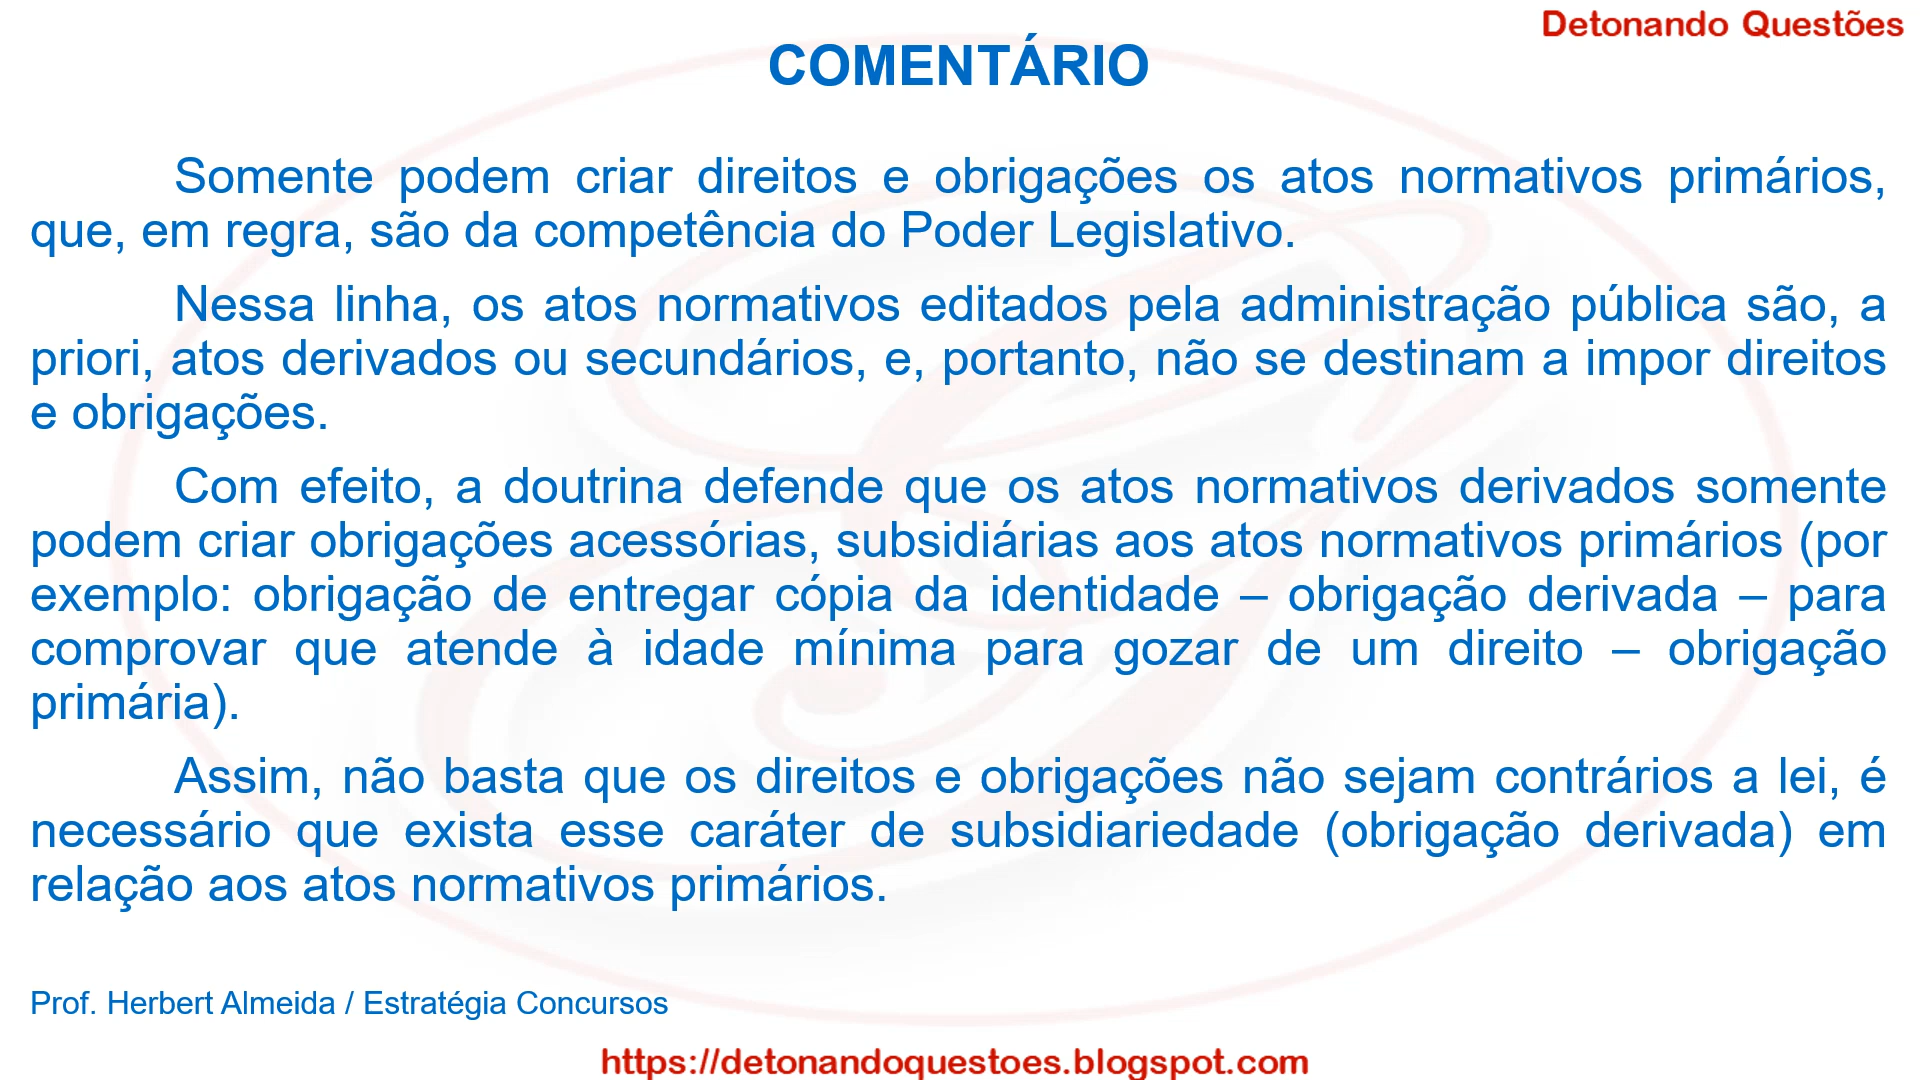 Detonando Questões
COMENTÁRIO
Somente podem criar direitos e obrigações os atos normativos primários,
que, em regra, são da competência do Poder Legislativo.
Nessa linha, os atos normativos editados pela administração pública são, a
priori, atos derivados ou secundários, e, portanto, não se destinam a impor direitos
e obrigações.
Com efeito, a doutrina defende que os atos normativos derivados somente
podem criar obrigações acessórias, subsidiárias aos atos normativos primários (por
exemplo: obrigação de entregar cópia da identidade – obrigação derivada – para
comprovar que atende à idade mínima para gozar de um direito – obrigação
primária).
Assim, não basta que os direitos e obrigações não sejam contrários a lei, é
necessário que exista esse caráter de subsidiariedade (obrigação derivada) em
relação aos atos normativos primários.
Prof. Herbert Almeida / Estratégia Concursos
https://detonandoquestoes.blogspot.com